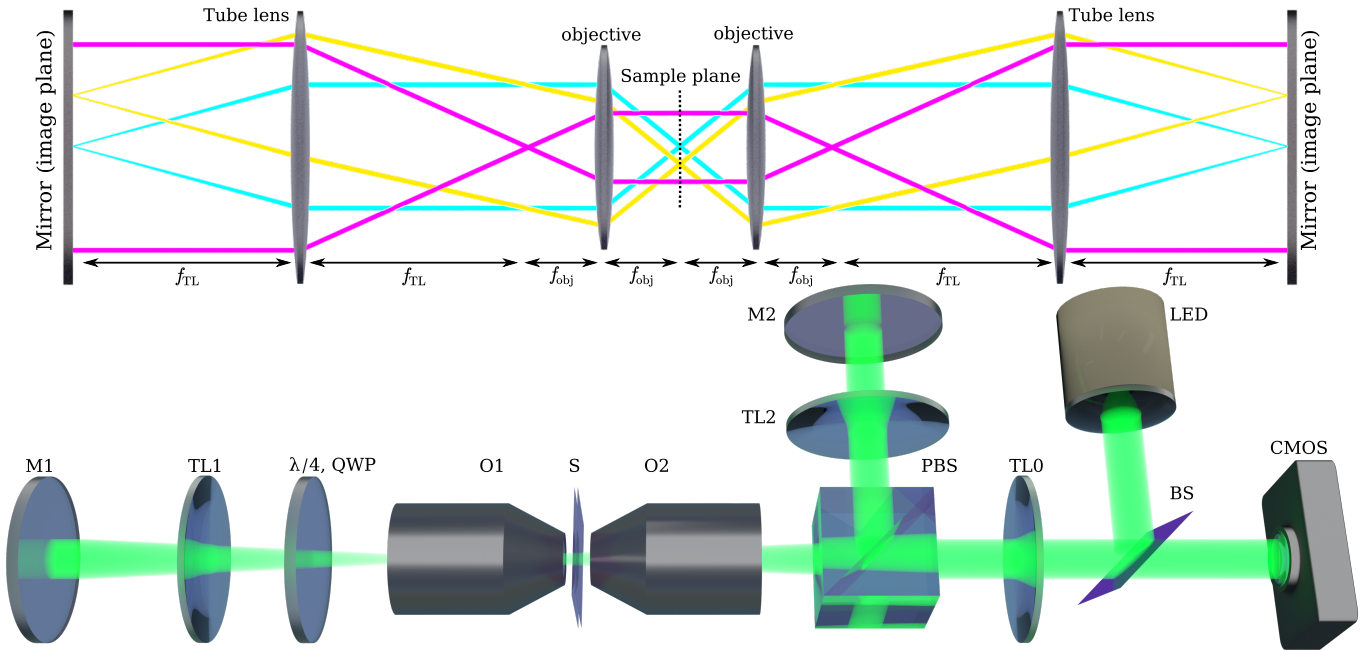 Tube lens
Tube lens
objective
objective
Sample plane
Mirror (image plane)
Mirror (image plane)
fTL
fTL
fobj
fobj
fobj
fobj
fTL
fTL
M2
LED
TL2
CMOS
M1
TL1
λ/4, QWP
O1
S
O2
PBS
TL0
BS